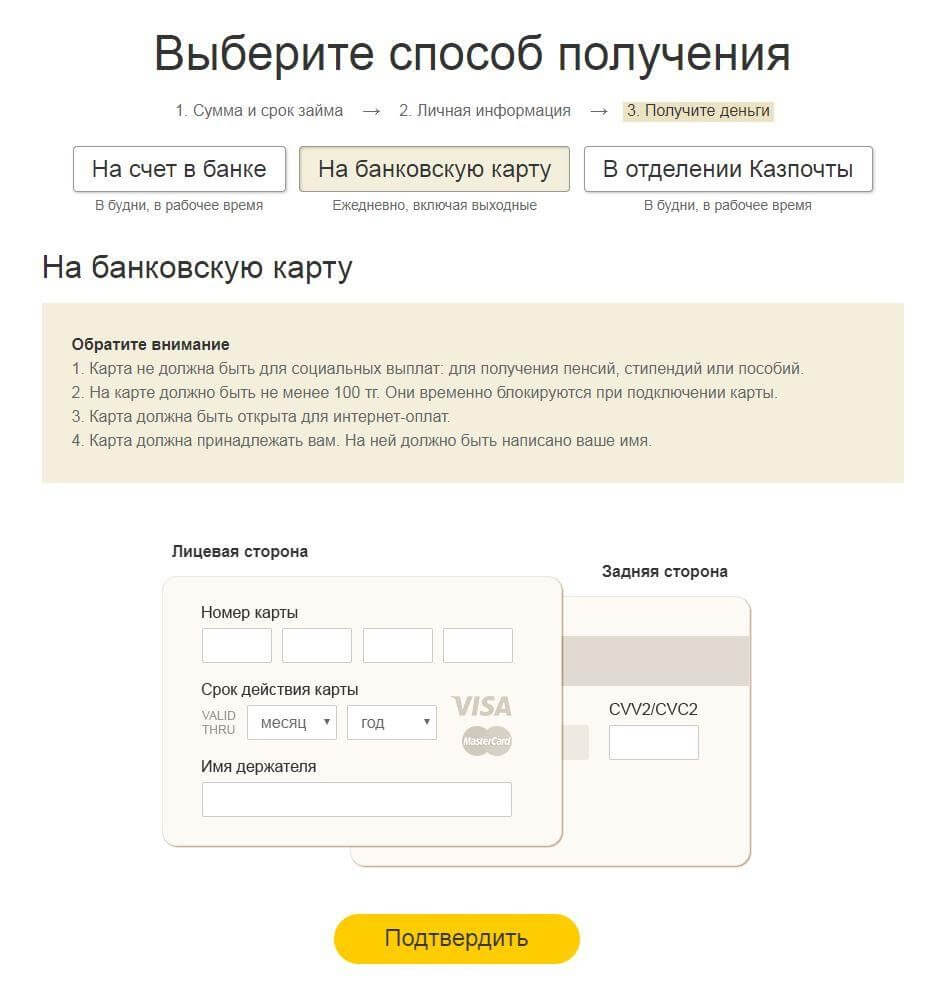 Выберите способ получения
1. Сумма и срок займа → 2. Личная информация → 3. Получите деньги
На счет в банке На банковскую карту В отделении Казпочты
В будни, в рабочее время Ежедневно, включая выходные В будни, в рабочее время
На банковскую карту
Обратите внимание
1. Карта не должна быть для социальных выплат: для получения пенсий, стипендий или пособий.
2. На карте должно быть не менее 100 тг. Они временно блокируются при подключении карты.
3. Карта должна быть открыта для интернет-оплат.
4. Карта должна принадлежать вам. На ней должно быть написано ваше имя.
Лицевая сторона
Задняя сторона
Номер карты
Срок действия карты
VALID
THRU
месяц
год
VISA
MasterCard
CVV2/CVC2
Имя держателя
Подтвердить